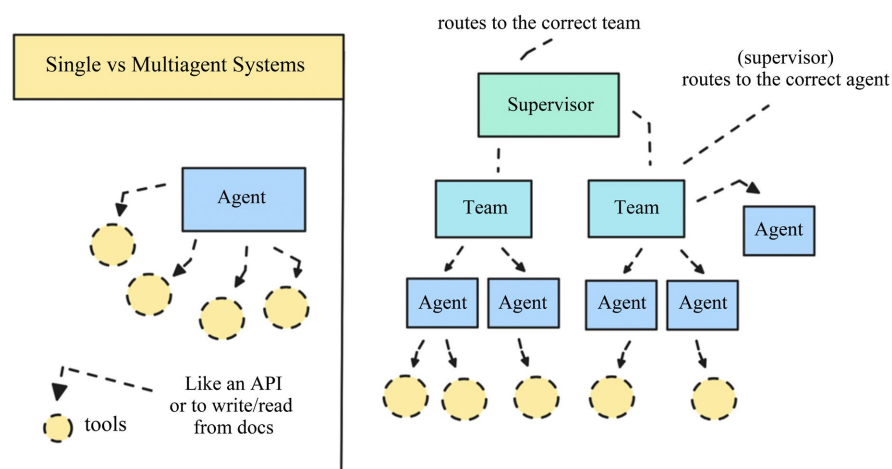 Single vs Multiagent Systems
Agent
Like an API
or to write/read
from docs
tools
routes to the correct team
(supervisor)
routes to the correct agent
Supervisor
Team
Team
Agent
Agent
Agent
Agent
Agent